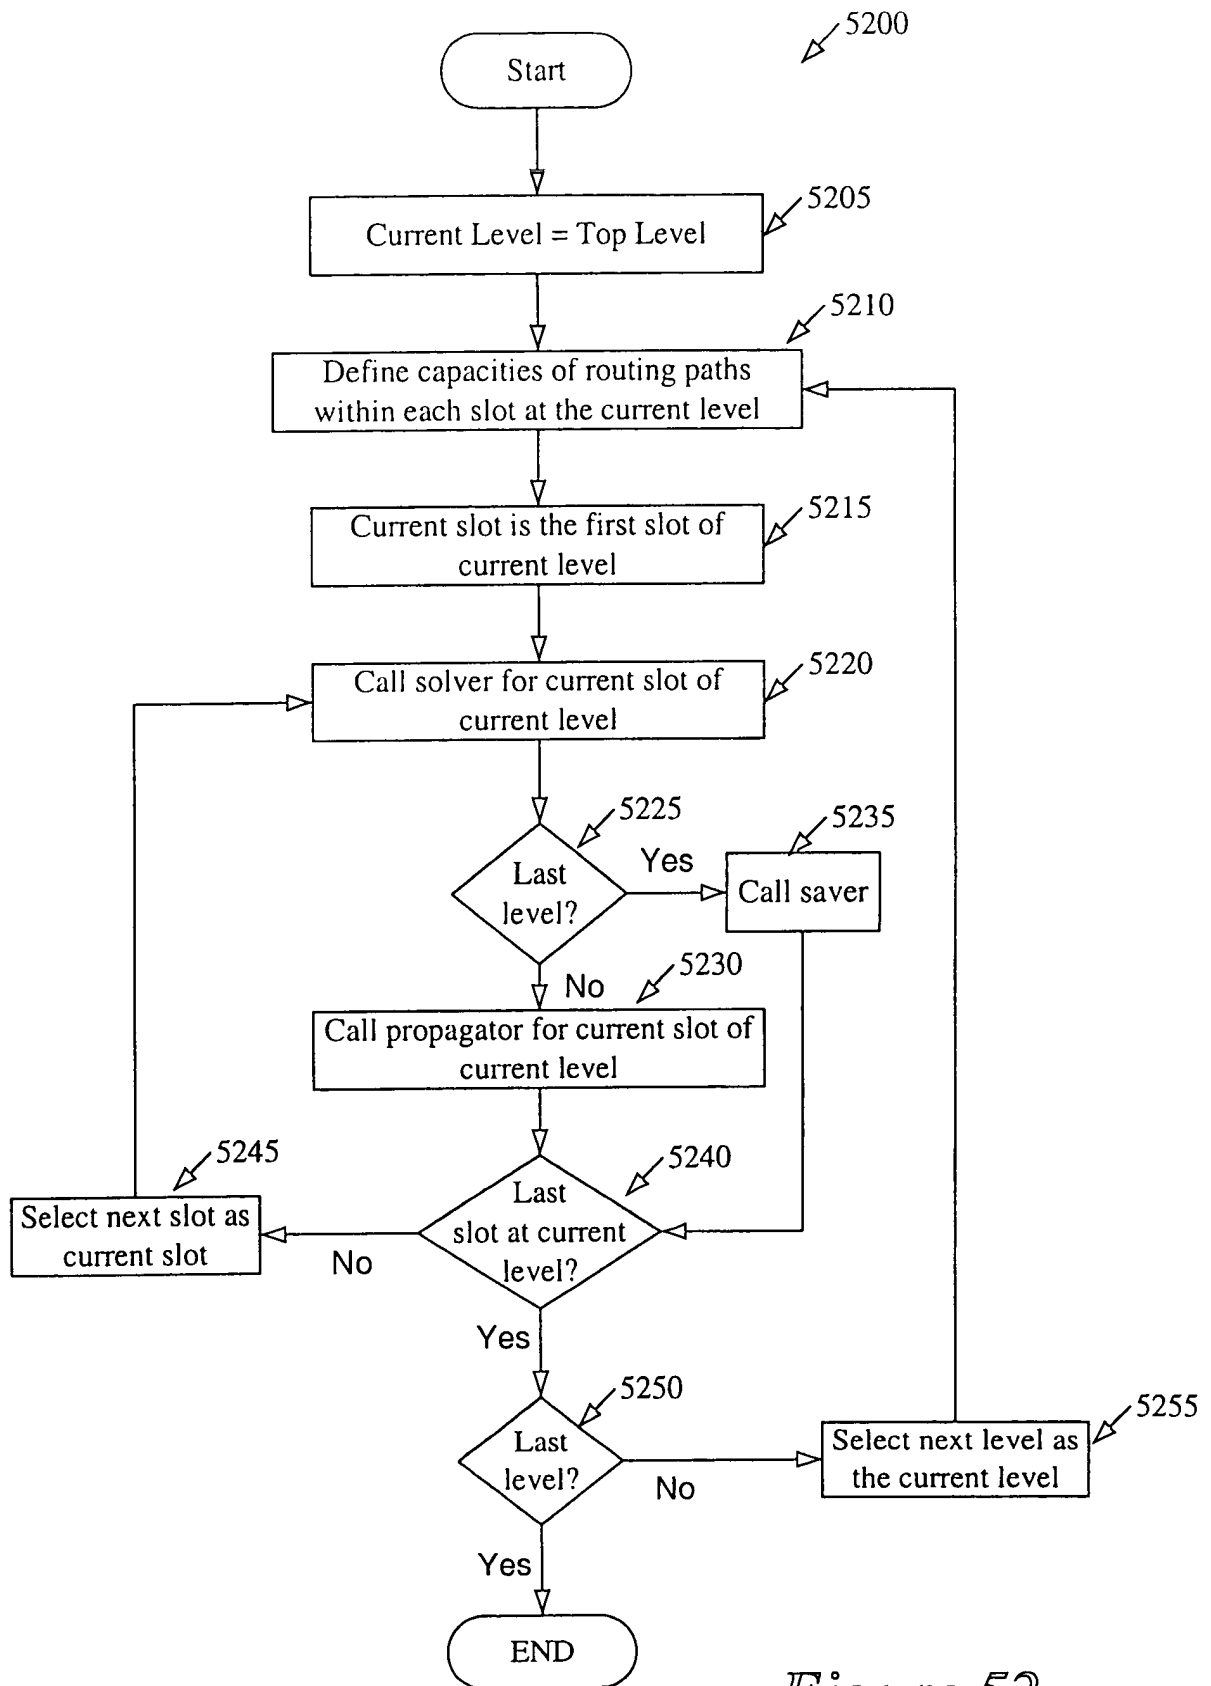 5200
Start
5205
Current Level = Top Level
5210
Define capacities of routing paths
within each slot at the current level
5215
Current slot is the first slot of
current level
5220
Call solver for current slot of
current level
5225
5235
Last
level?
Yes
Call saver
5230
No
Call propagator for current slot of
current level
5245
5240
Select next slot as
current slot
No
Last
slot at current
level?
Yes
5250
5255
Last
level?
No
Select next level as
the current level
Yes
END
Figure 52